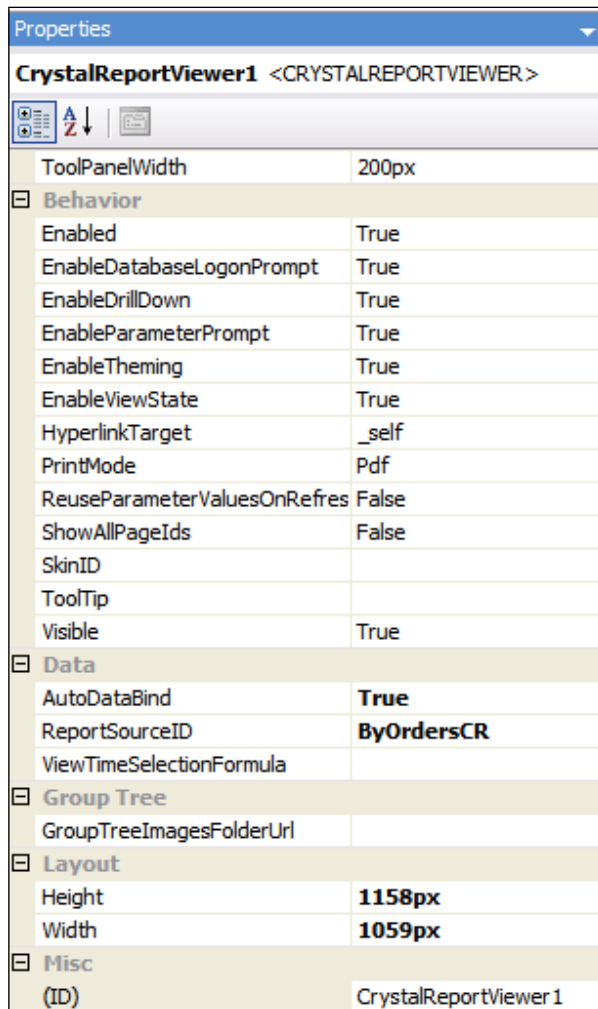 Properties
CrystalReportViewer1 <CRYSTALREPORTVIEWER>
ToolPanelWidth 200px
Behavior
Enabled True
EnableDatabaseLogonPrompt True
EnableDrillDown True
EnableParameterPrompt True
EnableTheming True
EnableViewState True
HyperlinkTarget _self
PrintMode Pdf
ReuseParameterValuesOnRefres False
ShowAllPageIds False
SkinID
ToolTip
Visible True
Data
AutoDataBind True
ReportSourceID ByOrdersCR
ViewTimeSelectionFormula
Group Tree
GroupTreeImagesFolderUrl
Layout
Height 1158px
Width 1059px
Misc
(ID) CrystalReportViewer1